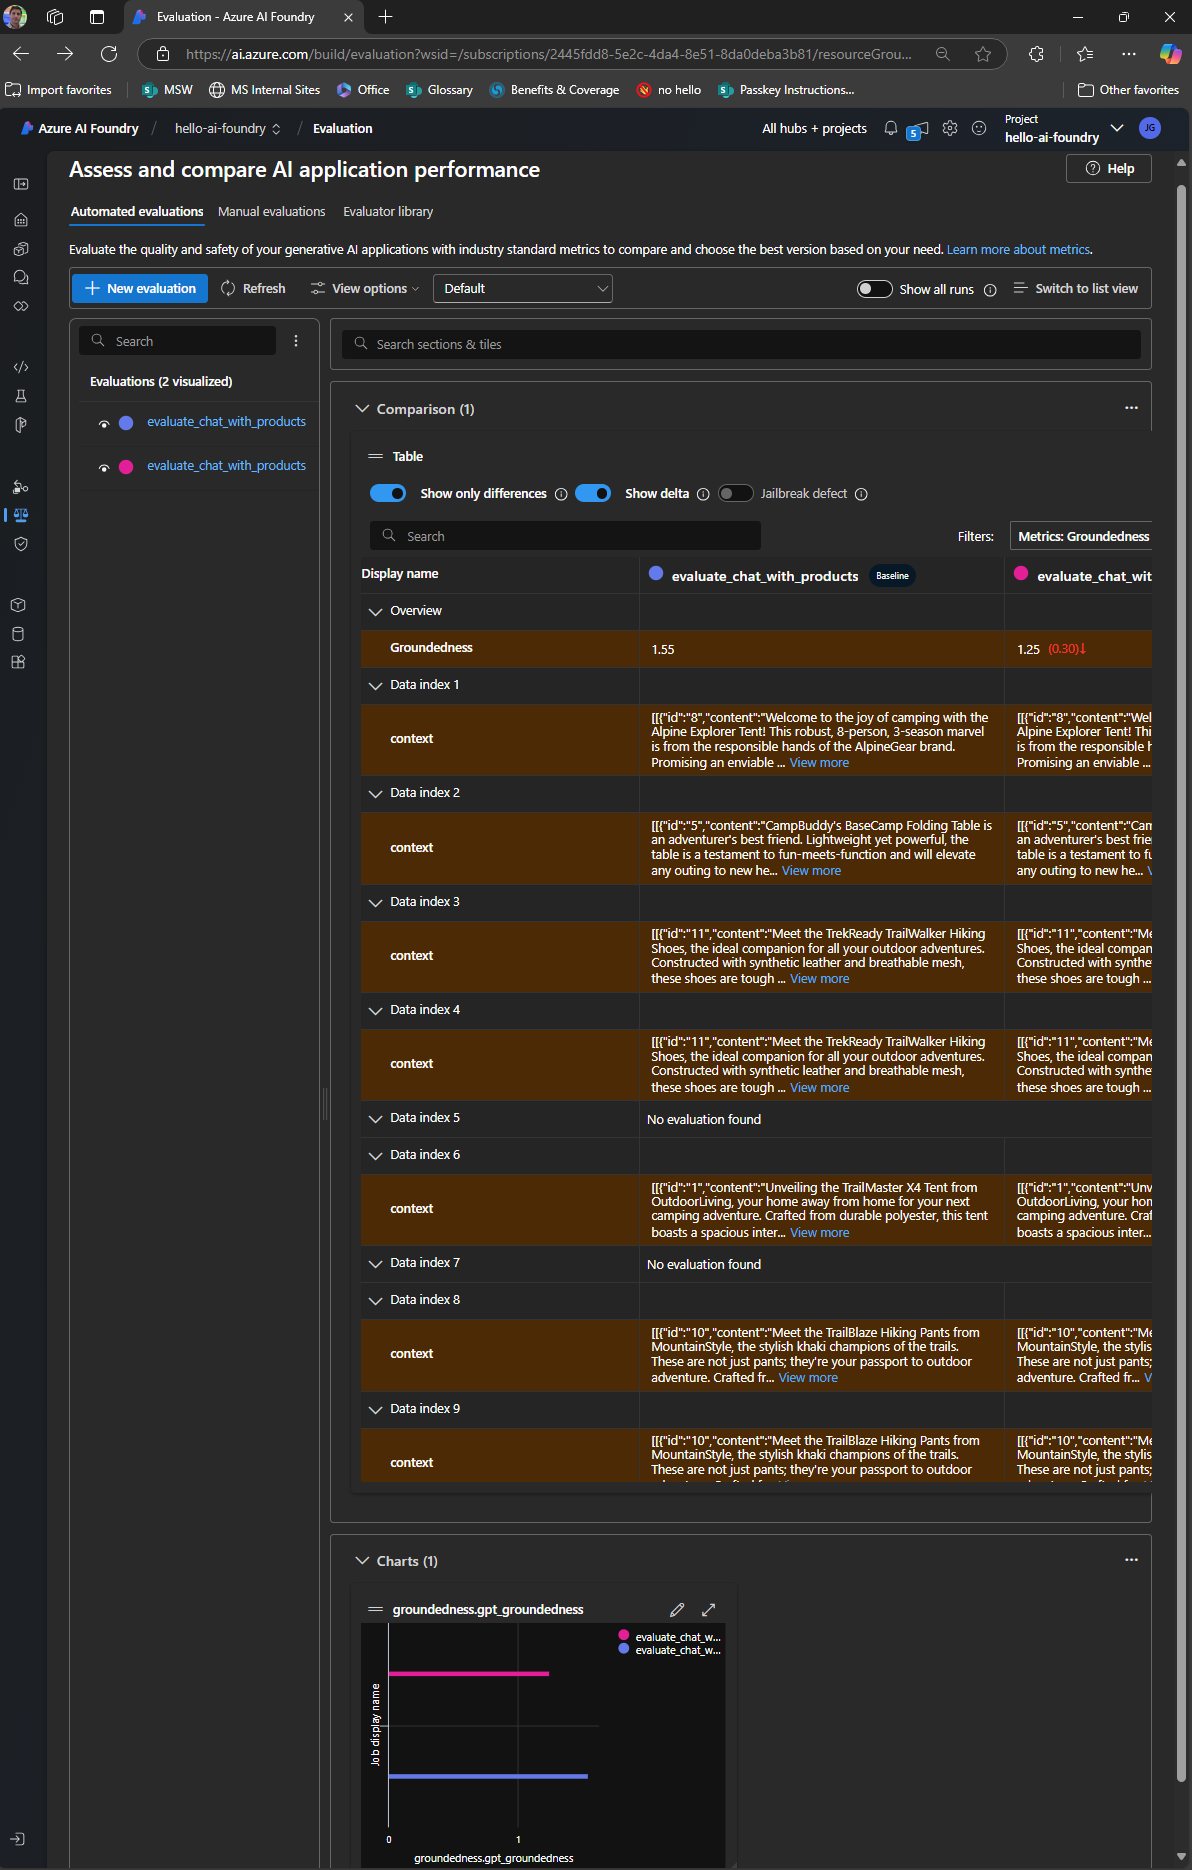 Evaluation - Azure AI Foundry
https://ai.azure.com/build/evaluation?wsid=/subscriptions/2445fdd8-5e2c-4da4-8e51-8da0deba3b81/resourceGrou...
Import favorites
MSW
MS Internal Sites
Office
Glossary
Benefits & Coverage
no hello
Passkey Instructions...
Other favorites
Azure AI Foundry / hello-ai-foundry / Evaluation
All hubs + projects
5
Project
hello-ai-foundry
JG
Assess and compare AI application performance
Help
Automated evaluations
Manual evaluations
Evaluator library
Evaluate the quality and safety of your generative AI applications with industry standard metrics to compare and choose the best version based on your need. Learn more about metrics.
New evaluation
Refresh
View options
Default
Show all runs
Switch to list view
Search
Search sections & tiles
Evaluations (2 visualized)
evaluate_chat_with_products
evaluate_chat_with_products
Comparison (1)
Table
Show only differences
Show delta
Jailbreak defect
Search
Filters:
Metrics: Groundedness
Display name
evaluate_chat_with_products
Baseline
evaluate_chat_wit
Overview
Groundedness
1.55
1.25 (0.30)↓
Data index 1
context
[[{"id":"8","content":"Welcome to the joy of camping with the
Alpine Explorer Tent! This robust, 8-person, 3-season marvel
is from the responsible hands of the AlpineGear brand.
Promising an enviable ... View more
[[{"id":"8","content":"Wel
Alpine Explorer Tent! Thi
is from the responsible h
Promising an enviable ...
Data index 2
context
[[{"id":"5","content":"CampBuddy's BaseCamp Folding Table is
an adventurer's best friend. Lightweight yet powerful, the
table is a testament to fun-meets-function and will elevate
any outing to new he... View more
[[{"id":"5","content":"Cam
an adventurer's best frie
table is a testament to fu
any outing to new he... V
Data index 3
context
[[{"id":"11","content":"Meet the TrekReady TrailWalker Hiking
Shoes, the ideal companion for all your outdoor adventures.
Constructed with synthetic leather and breathable mesh,
these shoes are tough ... View more
[[{"id":"11","content":"Me
Shoes, the ideal compan
Constructed with synthe
these shoes are tough ...
Data index 4
context
[[{"id":"11","content":"Meet the TrekReady TrailWalker Hiking
Shoes, the ideal companion for all your outdoor adventures.
Constructed with synthetic leather and breathable mesh,
these shoes are tough ... View more
[[{"id":"11","content":"Me
Shoes, the ideal compan
Constructed with synthe
these shoes are tough ...
Data index 5
No evaluation found
Data index 6
context
[[{"id":"1","content":"Unveiling the TrailMaster X4 Tent from
OutdoorLiving, your home away from home for your next
camping adventure. Crafted from durable polyester, this tent
boasts a spacious inter... View more
[[{"id":"1","content":"Unv
OutdoorLiving, your hom
camping adventure. Craf
boasts a spacious inter...
Data index 7
No evaluation found
Data index 8
context
[[{"id":"10","content":"Meet the TrailBlaze Hiking Pants from
MountainStyle, the stylish khaki champions of the trails.
These are not just pants; they're your passport to outdoor
adventure. Crafted fr... View more
[[{"id":"10","content":"Me
MountainStyle, the stylis
These are not just pants;
adventure. Crafted fr... V
Data index 9
context
[[{"id":"10","content":"Meet the TrailBlaze Hiking Pants from
MountainStyle, the stylish khaki champions of the trails.
These are not just pants; they're your passport to outdoor
[[{"id":"10","content":"Me
MountainStyle, the stylis
These are not just pants;
Charts (1)
groundedness.gpt_groundedness
evaluate_chat_w...
evaluate_chat_w...
Job display name
0
1
groundedness.gpt_groundedness